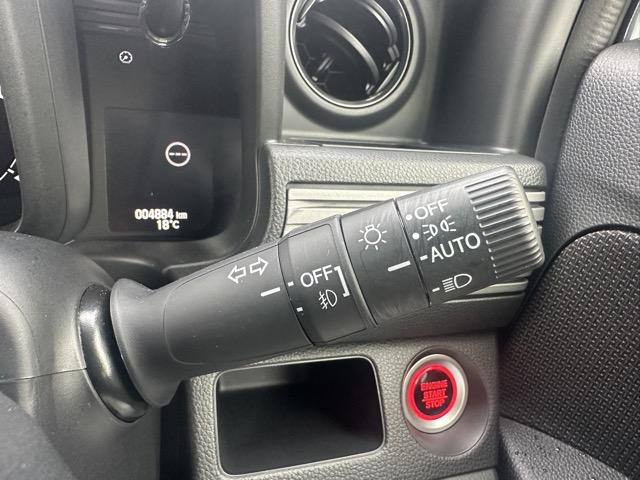 004884 km
18°C
OFF
AUTO
OFF
ENGINE
START
STOP